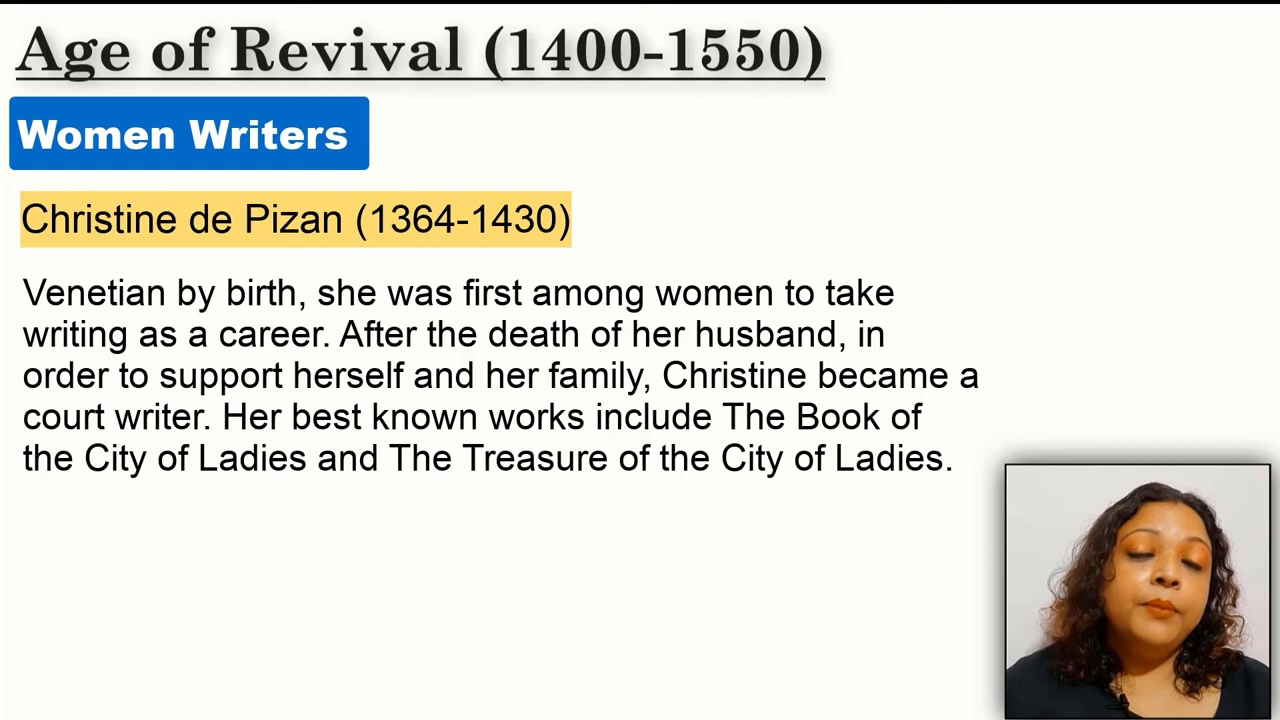 Age of Revival (1400-1550)
Women Writers
Christine de Pizan (1364-1430)
Venetian by birth, she was first among women to take
writing as a career. After the death of her husband, in
order to support herself and her family, Christine became a
court writer. Her best known works include The Book of
the City of Ladies and The Treasure of the City of Ladies.